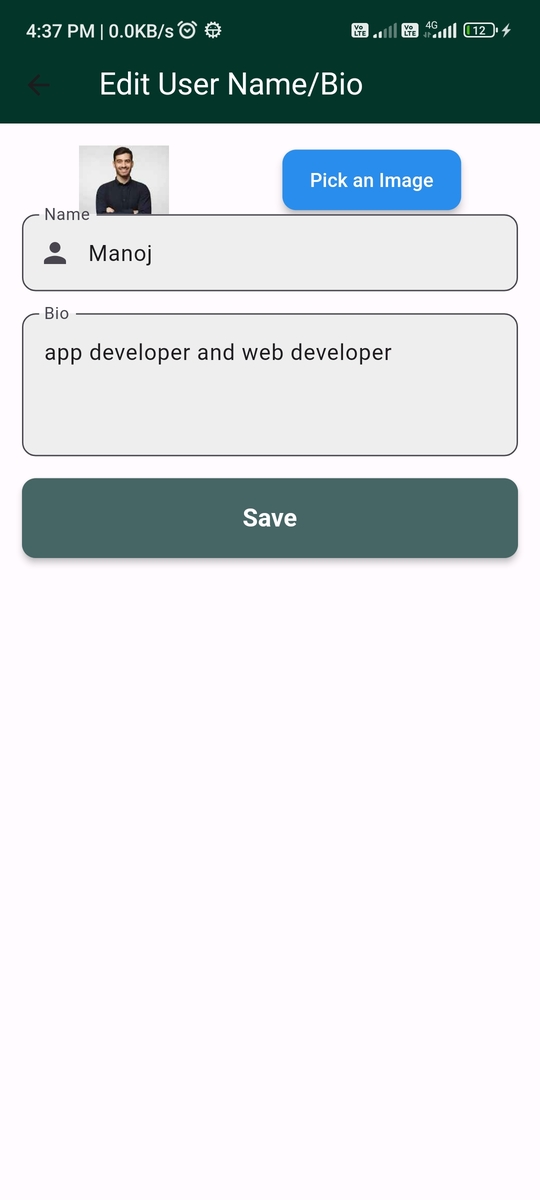 4:37 PM | 0.0KB/s
Vo LTE
Vo LTE
4G
12
Edit User Name/Bio
Pick an Image
Name
Manoj
Bio
app developer and web developer
Save